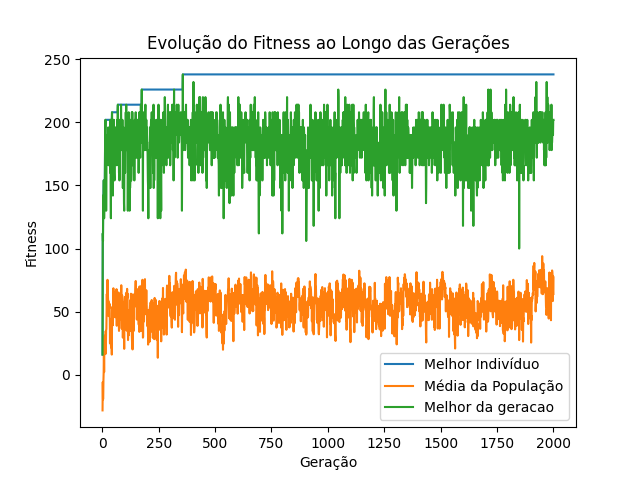 Evolução do Fitness ao Longo das Gerações
250
200
150
100
50
0
Fitness
0
250
500
750
1000
1250
1500
1750
2000
Geração
Melhor Indivíduo
Média da População
Melhor da geracao